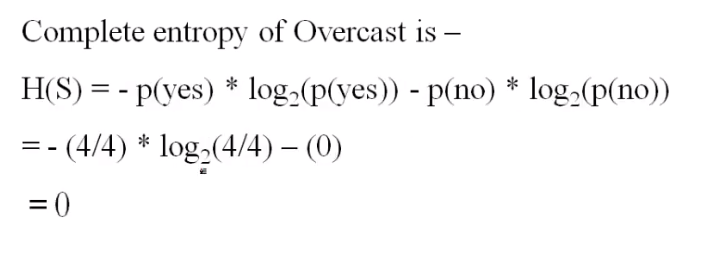 Complete entropy of Overcast is –
H(S) = - p(yes) * log₂(p(yes)) - p(no) * log₂(p(no))
= - (4/4) * log₂(4/4) – (0)
= 0